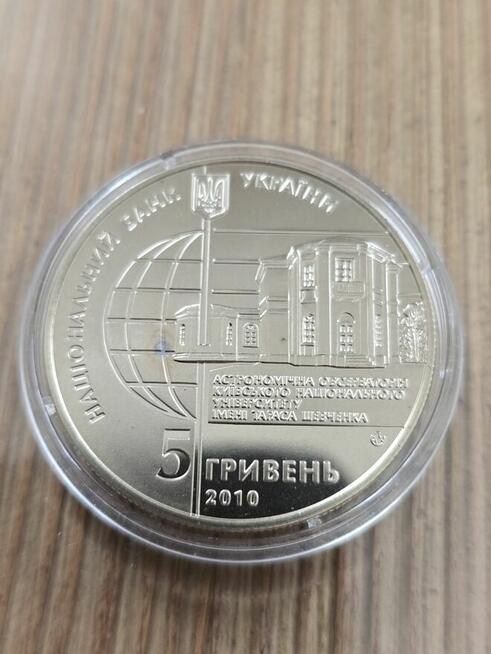 НАЦІОНАЛЬНИЙ БАНК УКРАЇНИ
АСТРОНОМІЧНА ОБСЕРВАТОРІЯ
КИЇВСЬКОГО НАЦІОНАЛЬНОГО
УНІВЕРСИТЕТУ
ІМЕНІ ТАРАСА ШЕВЧЕНКА
5 ГРИВЕНЬ
2010